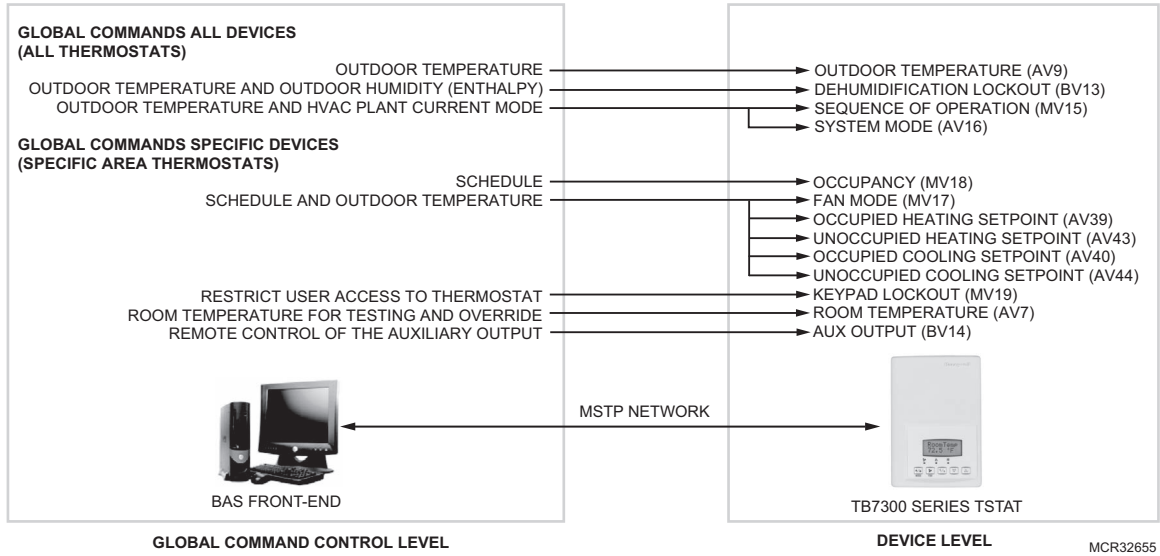 GLOBAL COMMANDS ALL DEVICES
(ALL THERMOSTATS)
OUTDOOR TEMPERATURE
OUTDOOR TEMPERATURE AND OUTDOOR HUMIDITY (ENTHALPY)
OUTDOOR TEMPERATURE AND HVAC PLANT CURRENT MODE
GLOBAL COMMANDS SPECIFIC DEVICES
(SPECIFIC AREA THERMOSTATS)
SCHEDULE
SCHEDULE AND OUTDOOR TEMPERATURE
RESTRICT USER ACCESS TO THERMOSTAT
ROOM TEMPERATURE FOR TESTING AND OVERRIDE
REMOTE CONTROL OF THE AUXILIARY OUTPUT
OUTDOOR TEMPERATURE (AV9)
DEHUMIDIFICATION LOCKOUT (BV13)
SEQUENCE OF OPERATION (MV15)
SYSTEM MODE (AV16)
OCCUPANCY (MV18)
FAN MODE (MV17)
OCCUPIED HEATING SETPOINT (AV39)
UNOCCUPIED HEATING SETPOINT (AV43)
OCCUPIED COOLING SETPOINT (AV40)
UNOCCUPIED COOLING SETPOINT (AV44)
KEYPAD LOCKOUT (MV19)
ROOM TEMPERATURE (AV7)
AUX OUTPUT (BV14)
MSTP NETWORK
RoomTemp
72.5 °F
BAS FRONT-END
TB7300 SERIES TSTAT
GLOBAL COMMAND CONTROL LEVEL
DEVICE LEVEL
MCR32655